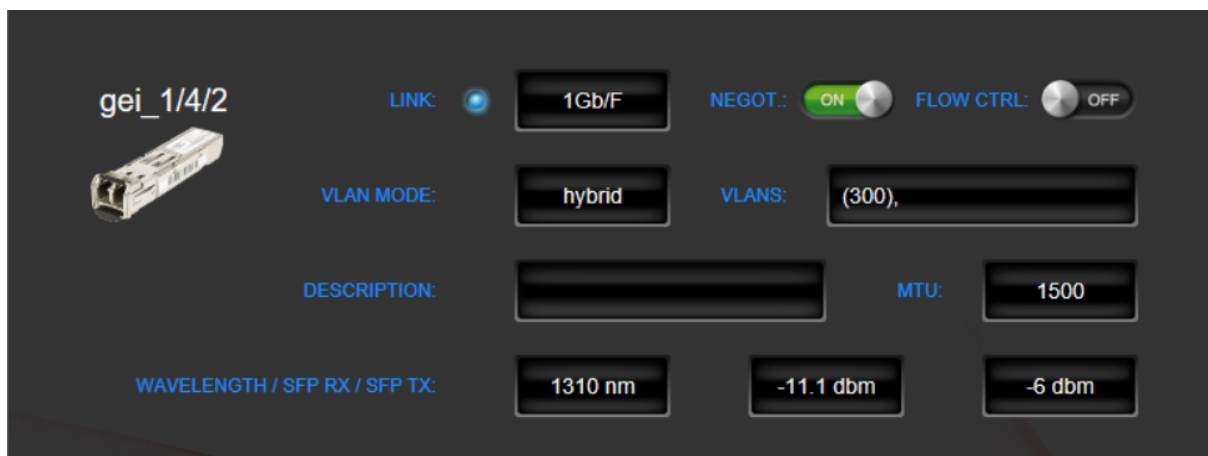 gei_1/4/2 LINK: 1Gb/F NEGOT.: ON FLOW CTRL: OFF
VLAN MODE: hybrid VLANS: (300),
DESCRIPTION: MTU: 1500
WAVELENGTH / SFP RX / SFP TX: 1310 nm -11.1 dbm -6 dbm